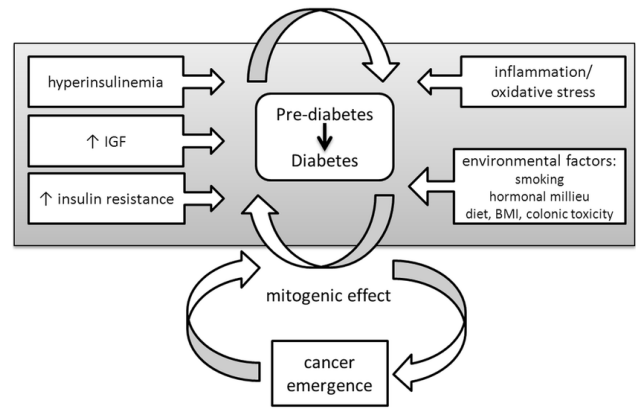 hyperinsulinemia
↑ IGF
↑ insulin resistance
Pre-diabetes
Diabetes
inflammation/
oxidative stress
environmental factors:
smoking
hormonal millieu
diet, BMI, colonic toxicity
mitogenic effect
cancer
emergence